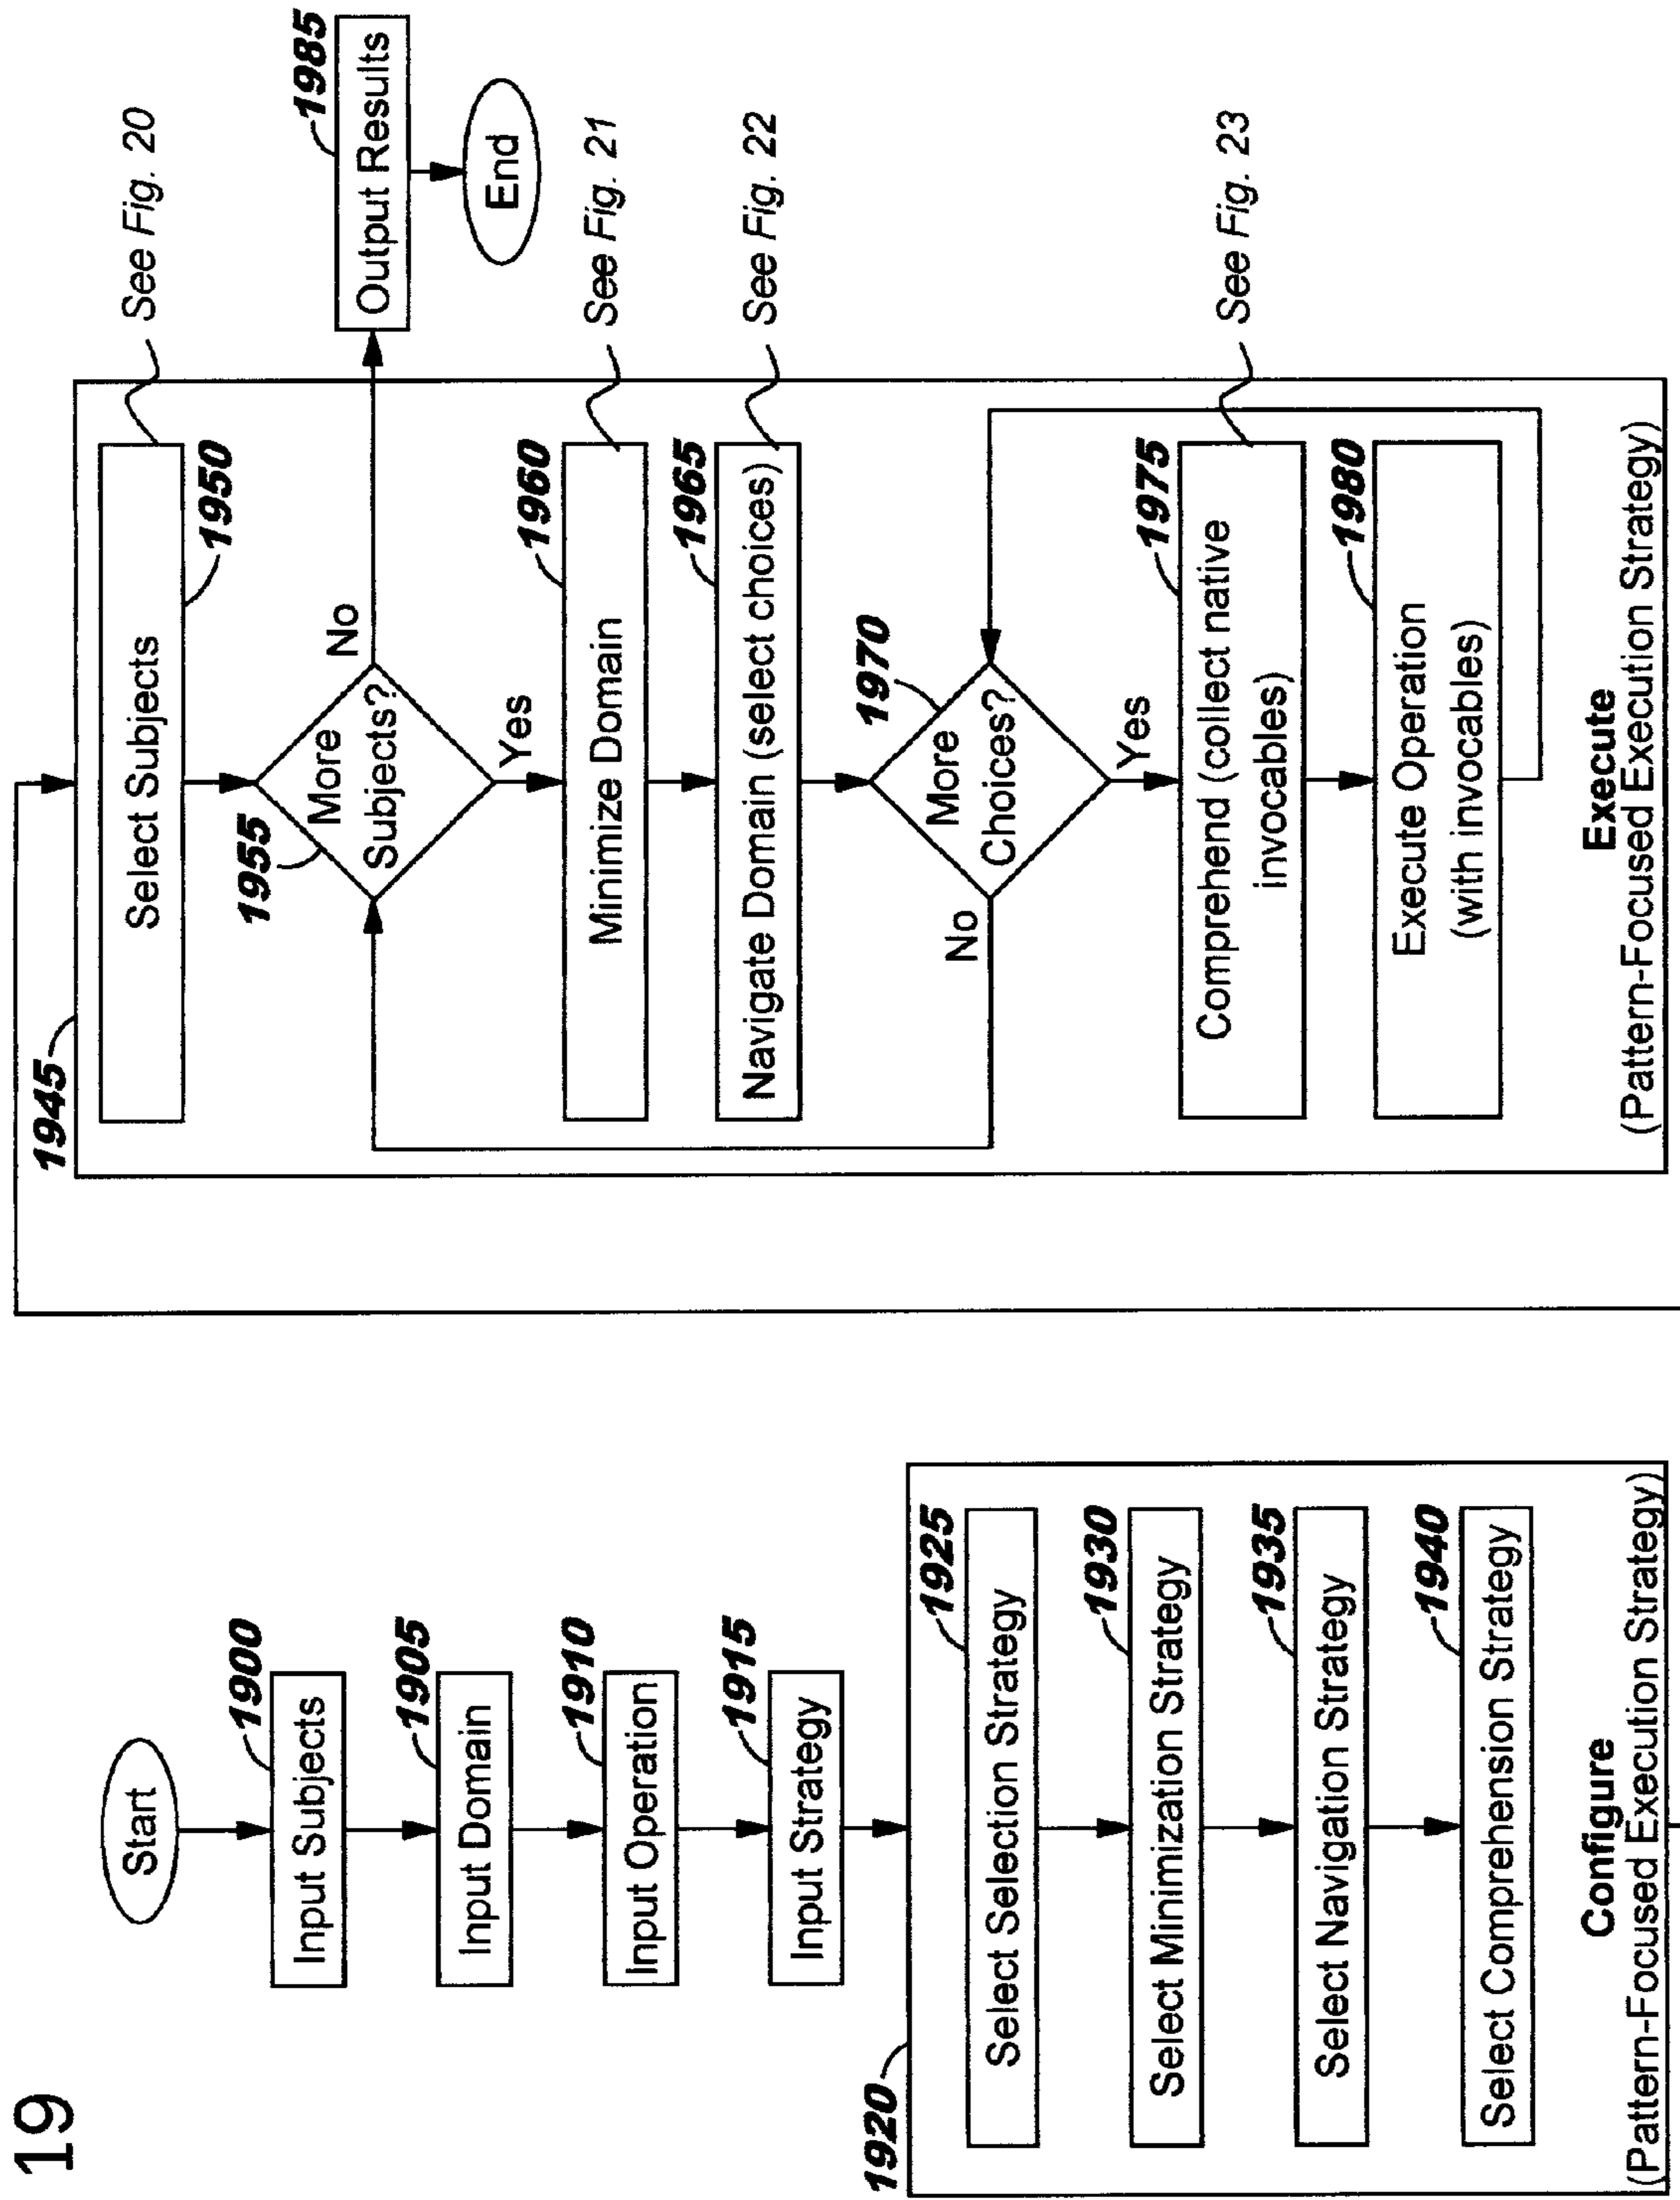 19
Start
1900
Input Subjects
1905
Input Domain
1910
Input Operation
1915
Input Strategy
1920
1925
Select Selection Strategy
1930
Select Minimization Strategy
1935
Select Navigation Strategy
1940
Select Comprehension Strategy
Configure
(Pattern-Focused Execution Strategy)
1945
See Fig. 20
Select Subjects
1950
1955
More
Subjects?
No
Yes
1985
Output Results
End
1960
See Fig. 21
Minimize Domain
1965
See Fig. 22
Navigate Domain (select choices)
1970
More
Choices?
No
Yes
1975
See Fig. 23
Comprehend (collect native
invocables)
1980
Execute Operation
(with invocables)
Execute
(Pattern-Focused Execution Strategy)